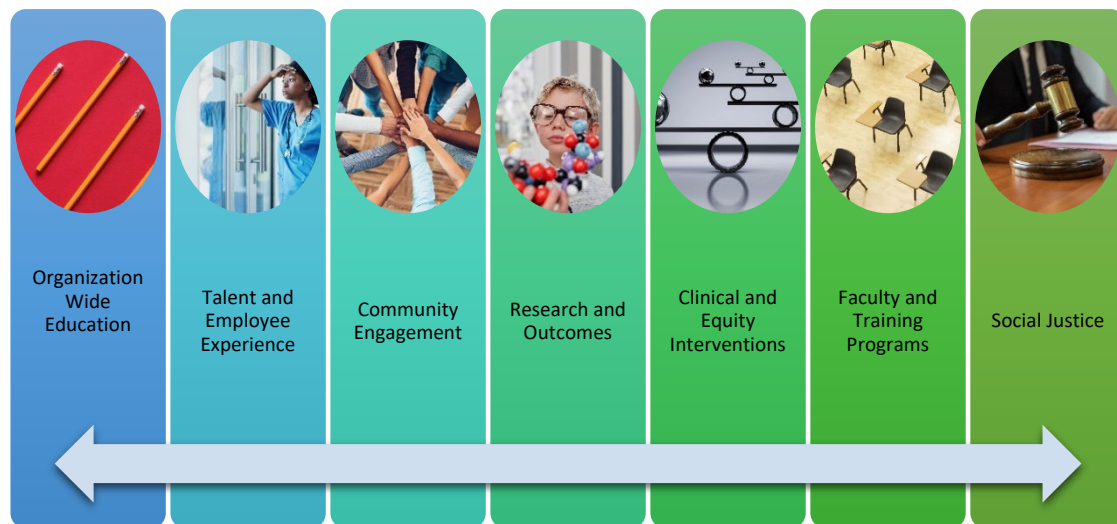 Organization
Wide
Education
Talent and
Employee
Experience
Community
Engagement
Research and
Outcomes
Clinical and
Equity
Interventions
Faculty and
Training
Programs
Social Justice